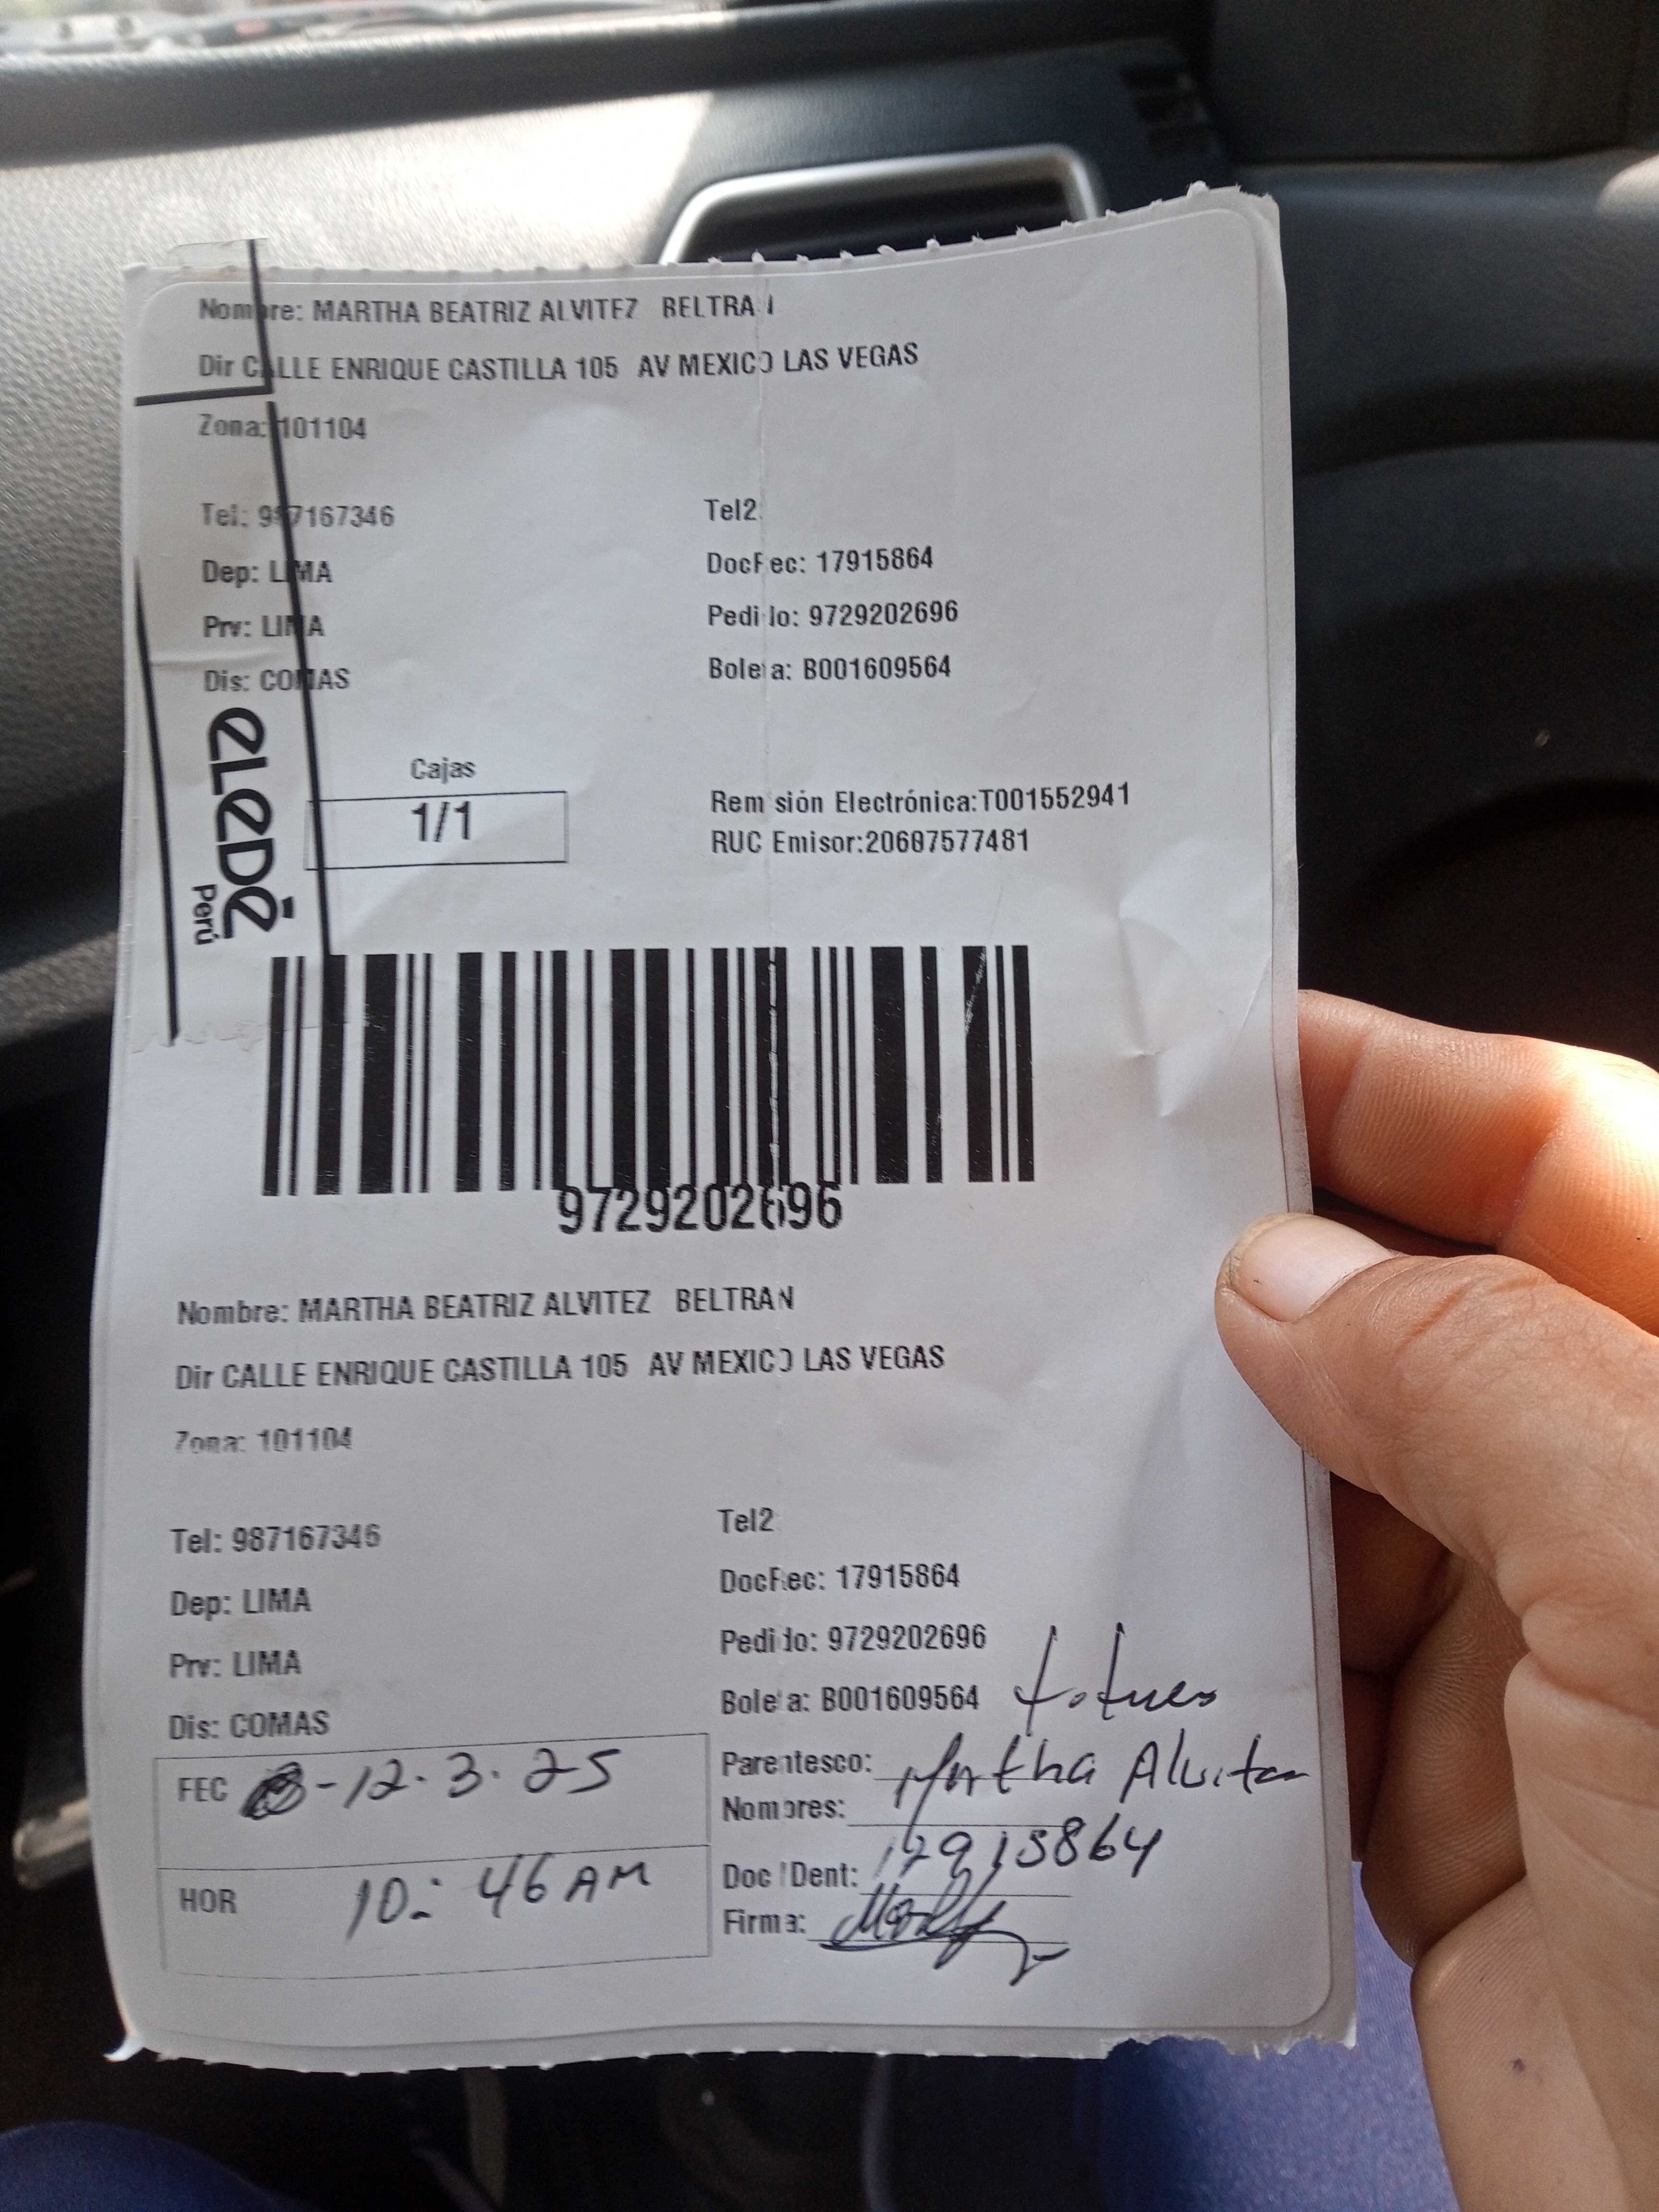 Nombre: MARTHA BEATRIZ ALVITEZ BELTRAN
Dir CALLE ENRIQUE CASTILLA 105 AV MEXICO LAS VEGAS
Zona: 101104
Tel: 987167346 Tel2:
Dep: LIMA DocRec: 17915864
Prv: LIMA Pedido: 9729202696
Dis: COMAS Boleta: B001609564
eLeDē
Perú
Cajas
1/1
Remisión Electrónica:T001552941
RUC Emisor:20607577481
9729202696
Nombre: MARTHA BEATRIZ ALVITEZ BELTRAN
Dir CALLE ENRIQUE CASTILLA 105 AV MEXICO LAS VEGAS
Zona: 101104
Tel: 987167346 Tel2:
Dep: LIMA DocRec: 17915864
Prv: LIMA Pedido: 9729202696
Dis: COMAS Boleta: B001609564
FEC 12.3.25 Parentesco: Martha
Nombres:
HOR 10:46 AM Doc Ident: 17915864
Firma: